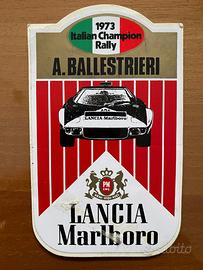 1973
Italian Champion
Rally
A.BALLESTRIERI
LANCIA-Marlboro
PM
LANCIA
Marlboro